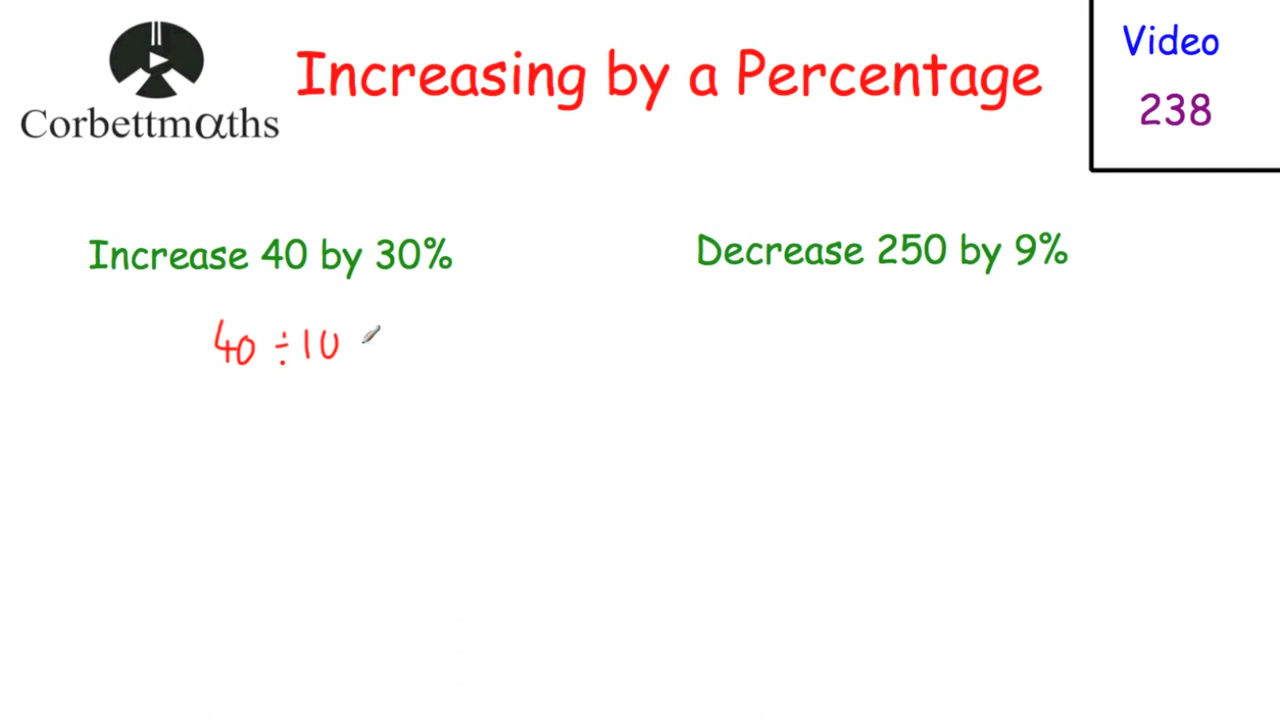 Corbettmαths
Increasing by a Percentage
Video
238
Increase 40 by 30%
40 ÷ 10
Decrease 250 by 9%